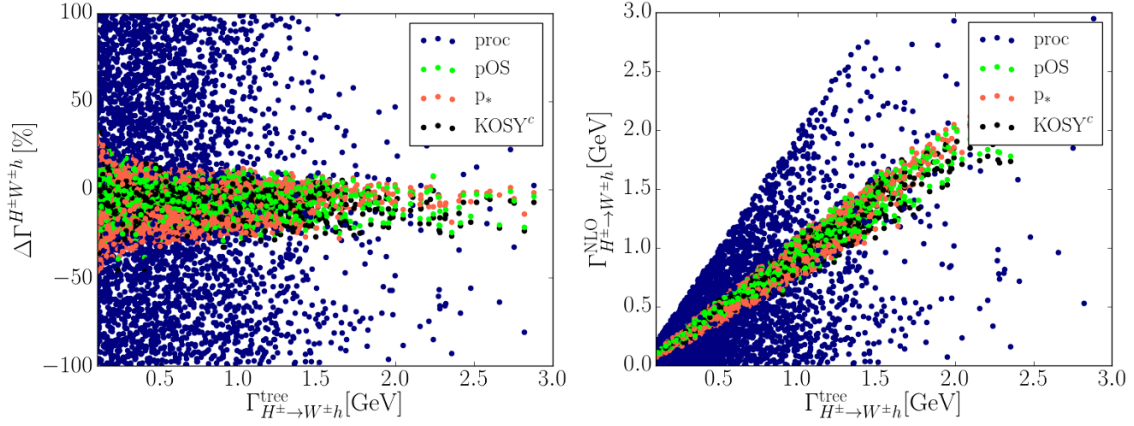 100
50
0
−50
−100
ΔΓ^{H^±W^±h} [%]
proc
pOS
p_*
KOSY^c
0.5 1.0 1.5 2.0 2.5 3.0
Γ^{tree}_{H^±→W^±h}[GeV]
3.0
2.5
2.0
1.5
1.0
0.5
0.0
Γ^{NLO}_{H^±→W^±h}[GeV]
proc
pOS
p_*
KOSY^c
0.5 1.0 1.5 2.0 2.5 3.0
Γ^{tree}_{H^±→W^±h}[GeV]